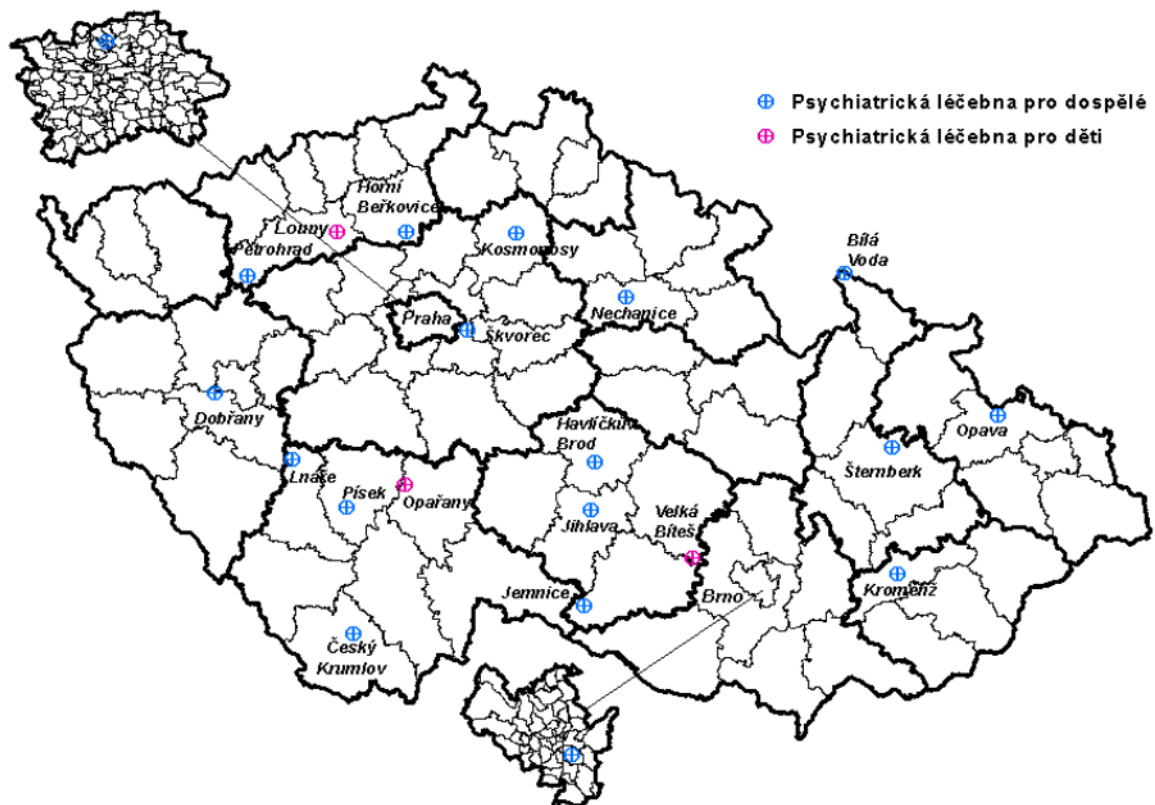 Psychiatrická léčebna pro dospělé
Psychiatrická léčebna pro děti
Horní
Beřkovice
Louny
Petrohrad
Kosmonosy
Bílá
Voda
Nechanice
Praha
Škvorec
Dobřany
Havlíčkův
Brod
Opava
Šternberk
Lnáře
Písek
Opařany
Jihlava
Velká
Bíteš
Jemnice
Brno
Kroměříž
Český
Krumlov